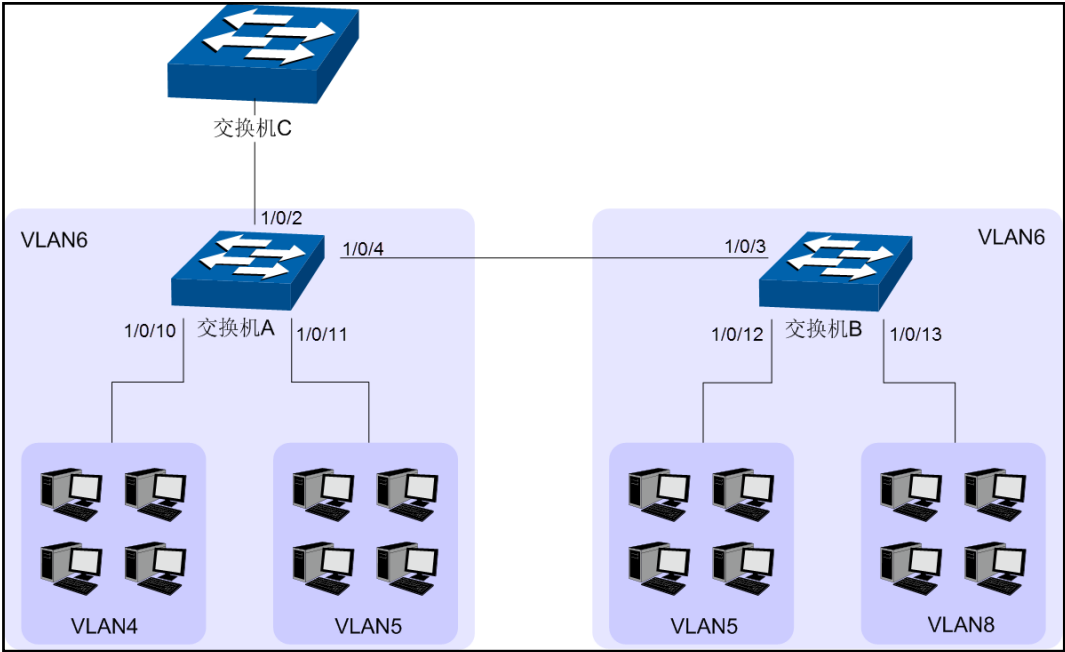 交换机C
1/0/2
VLAN6
1/0/4
1/0/3
VLAN6
1/0/10
交换机A
1/0/11
1/0/12
交换机B
1/0/13
VLAN4
VLAN5
VLAN5
VLAN8